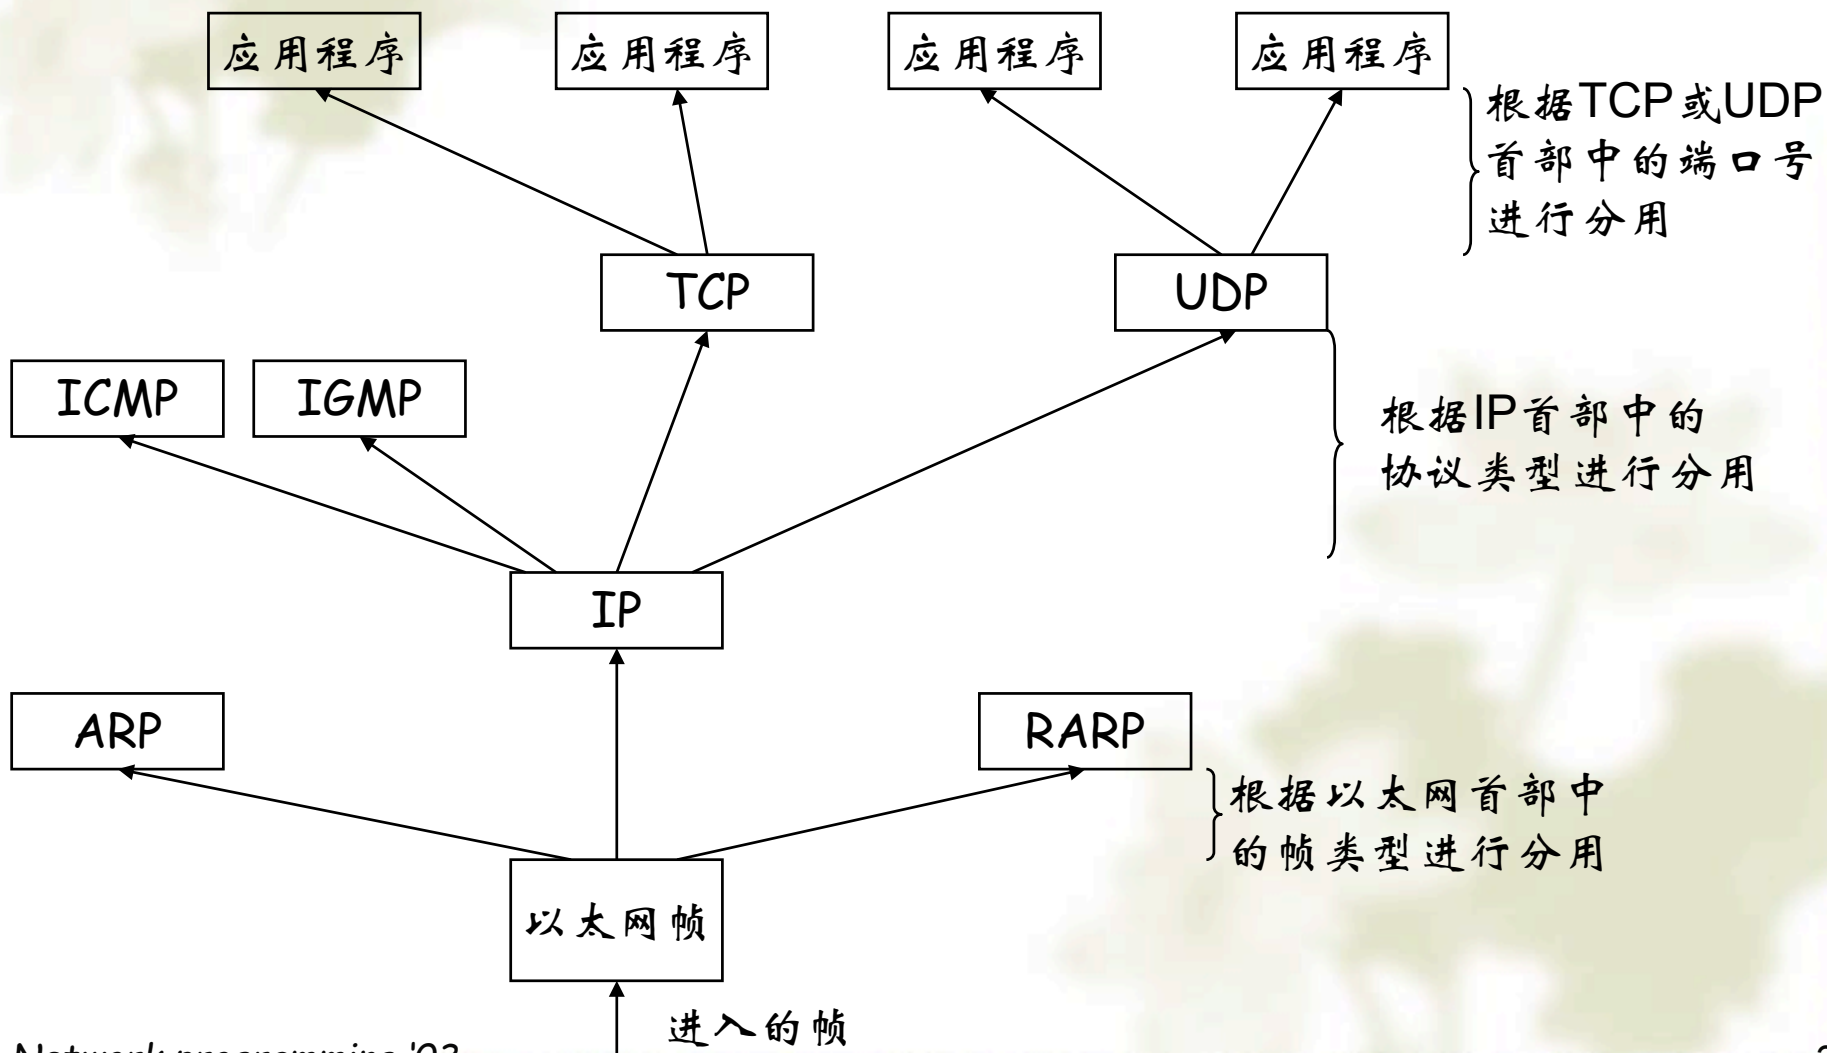 应用程序
应用程序
应用程序
应用程序
根据TCP或UDP
首部中的端口号
进行分用
TCP
UDP
ICMP
IGMP
根据IP首部中的
协议类型进行分用
IP
ARP
RARP
根据以太网首部中
的帧类型进行分用
以太网帧
进入的帧
Network programming '03